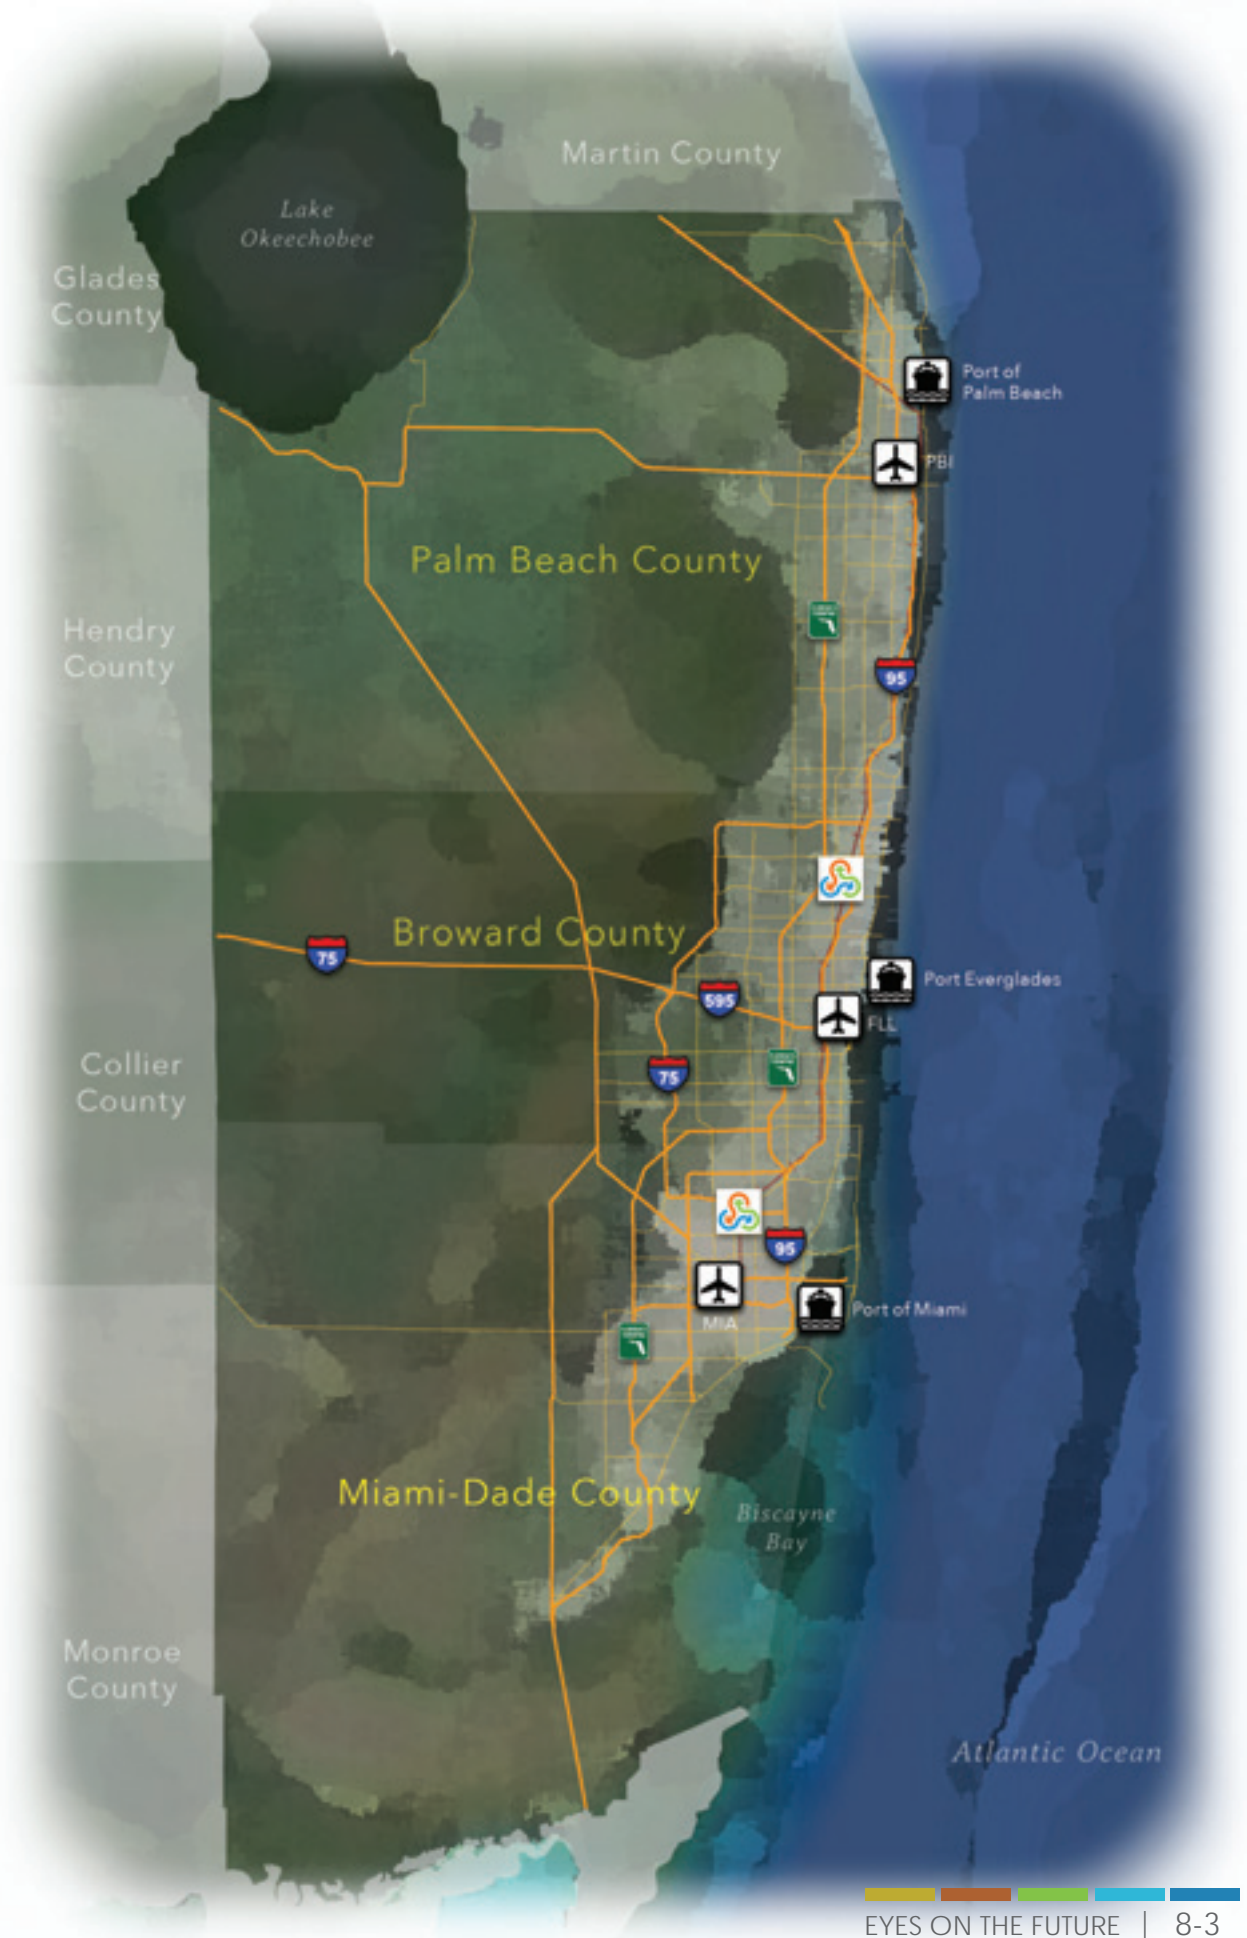 Martin County
Lake
Okeechobee
Glades
County
Port of
Palm Beach
PBI
Palm Beach County
Hendry
County
95
Broward County
75
595
Port Everglades
FLL
75
Collier
County
95
MIA
Port of Miami
Miami-Dade County
Biscayne
Bay
Monroe
County
Atlantic Ocean
EYES ON THE FUTURE | 8-3